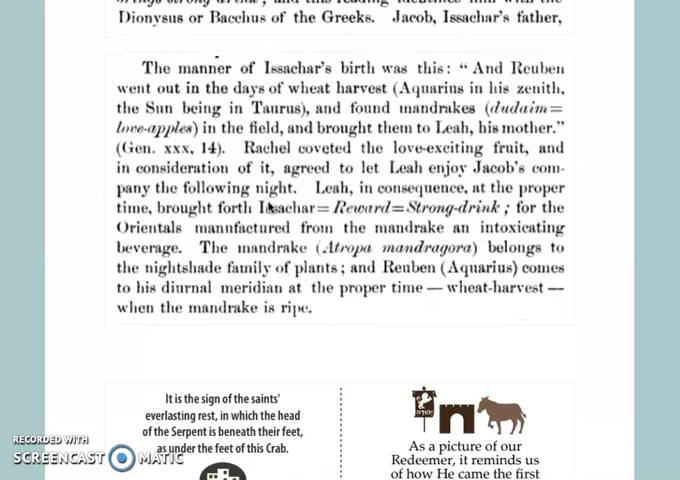 Dionysus or Bacchus of the Greeks. Jacob, Issachar's father,
The manner of Issachar's birth was this: “And Reuben
went out in the days of wheat harvest (Aquarius in his zenith,
the Sun being in Taurus), and found mandrakes (dudaim=
love-apples) in the field, and brought them to Leah, his mother.”
(Gen. xxx, 14). Rachel coveted the love-exciting fruit, and
in consideration of it, agreed to let Leah enjoy Jacob's com-
pany the following night. Leah, in consequence, at the proper
time, brought forth Issachar=Reward=Strong-drink; for the
Orientals manufactured from the mandrake an intoxicating
beverage. The mandrake (Atropa mandragora) belongs to
the nightshade family of plants; and Reuben (Aquarius) comes
to his diurnal meridian at the proper time — wheat-harvest —
when the mandrake is ripe.
It is the sign of the saints'
everlasting rest, in which the head
of the Serpent is beneath their feet,
as under the feet of this Crab.
As a picture of our
Redeemer, it reminds us
of how He came the first
RECORDED WITH
SCREENCAST MATIC